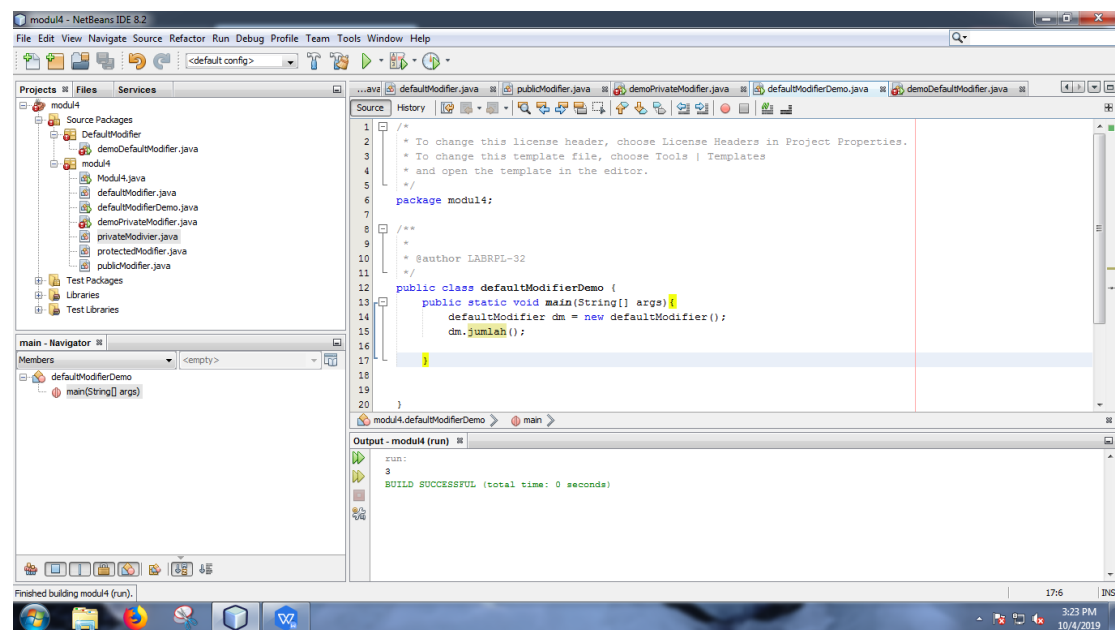 modul4 - NetBeans IDE 8.2
File Edit View Navigate Source Refactor Run Debug Profile Team Tools Window Help
<default config>
Projects Files Services
...ava defaultModifier.java publicModifier.java demoPrivateModifier.java defaultModifierDemo.java demoDefaultModifier.java
Source History
modul4
Source Packages
DefaultModifier
demoDefaultModifier.java
modul4
Modul4.java
defaultModifier.java
defaultModifierDemo.java
demoPrivateModifier.java
privateModivier.java
protectedModifier.java
publicModifier.java
Test Packages
Libraries
Test Libraries
1 /*
2 * To change this license header, choose License Headers in Project Properties.
3 * To change this template file, choose Tools | Templates
4 * and open the template in the editor.
5 */
6 package modul4;
7
8 /**
9 *
10 * @author LABRPL-32
11 */
12 public class defaultModifierDemo {
13 public static void main(String[] args){
14 defaultModifier dm = new defaultModifier();
15 dm.jumlah();
16
17 }
18
19
20 }
modul4.defaultModifierDemo main
main - Navigator
Members <empty>
defaultModifierDemo
main(String[] args)
Output - modul4 (run)
run:
3
BUILD SUCCESSFUL (total time: 0 seconds)
Finished building modul4 (run).
17:6 INS
3:23 PM
10/4/2019